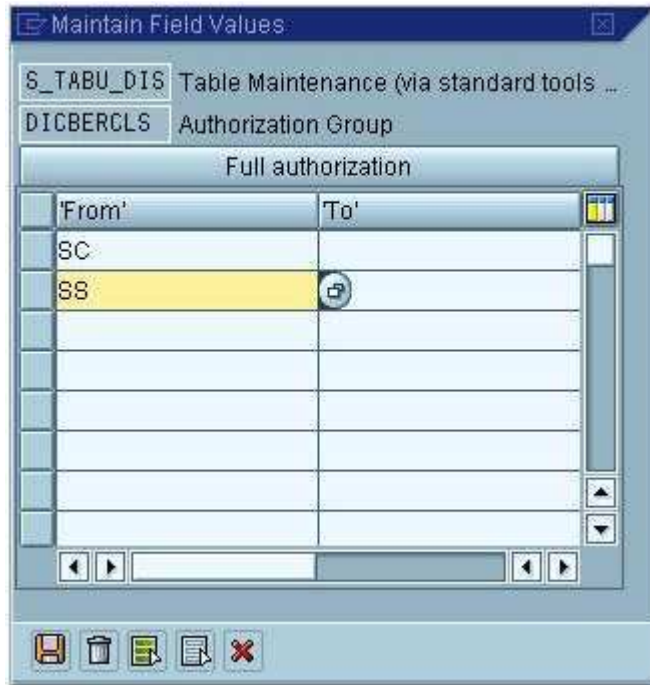 Maintain Field Values
S_TABU_DIS Table Maintenance (via standard tools ...
DICBERCLS Authorization Group
Full authorization
'From' 'To'
SC
SS